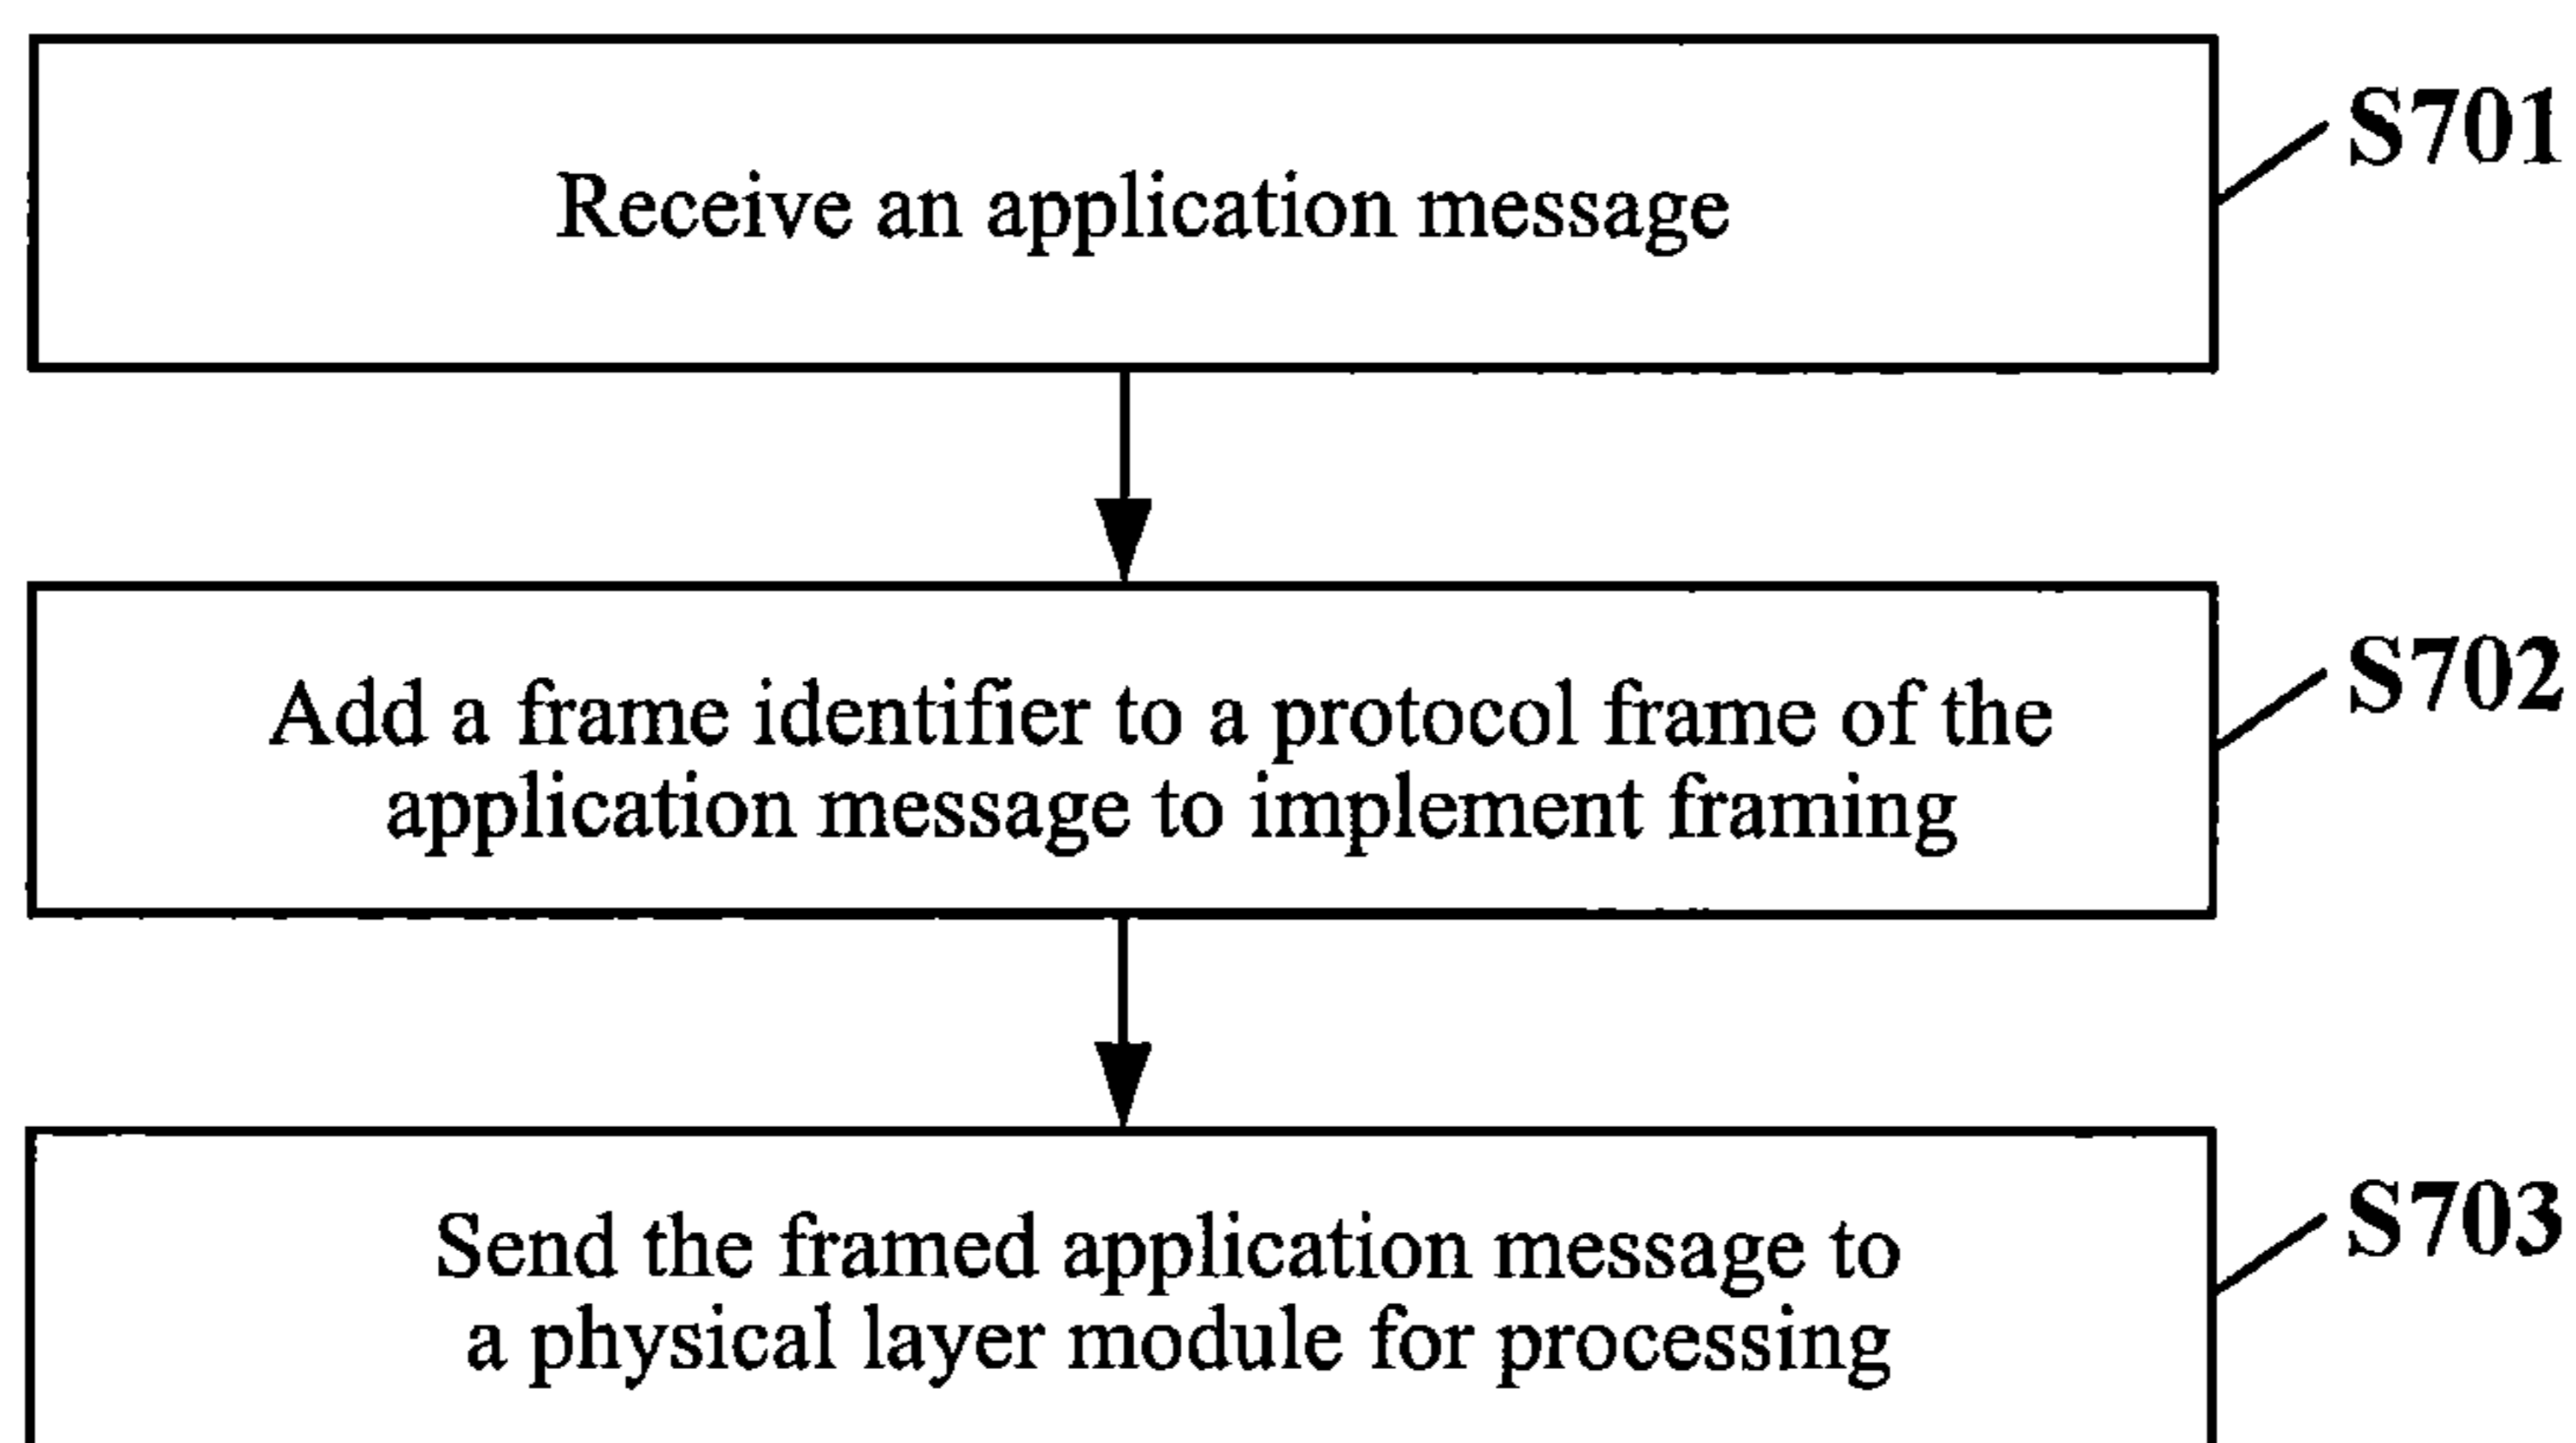 Receive an application message
S701
Add a frame identifier to a protocol frame of the
application message to implement framing
S702
Send the framed application message to
a physical layer module for processing
S703